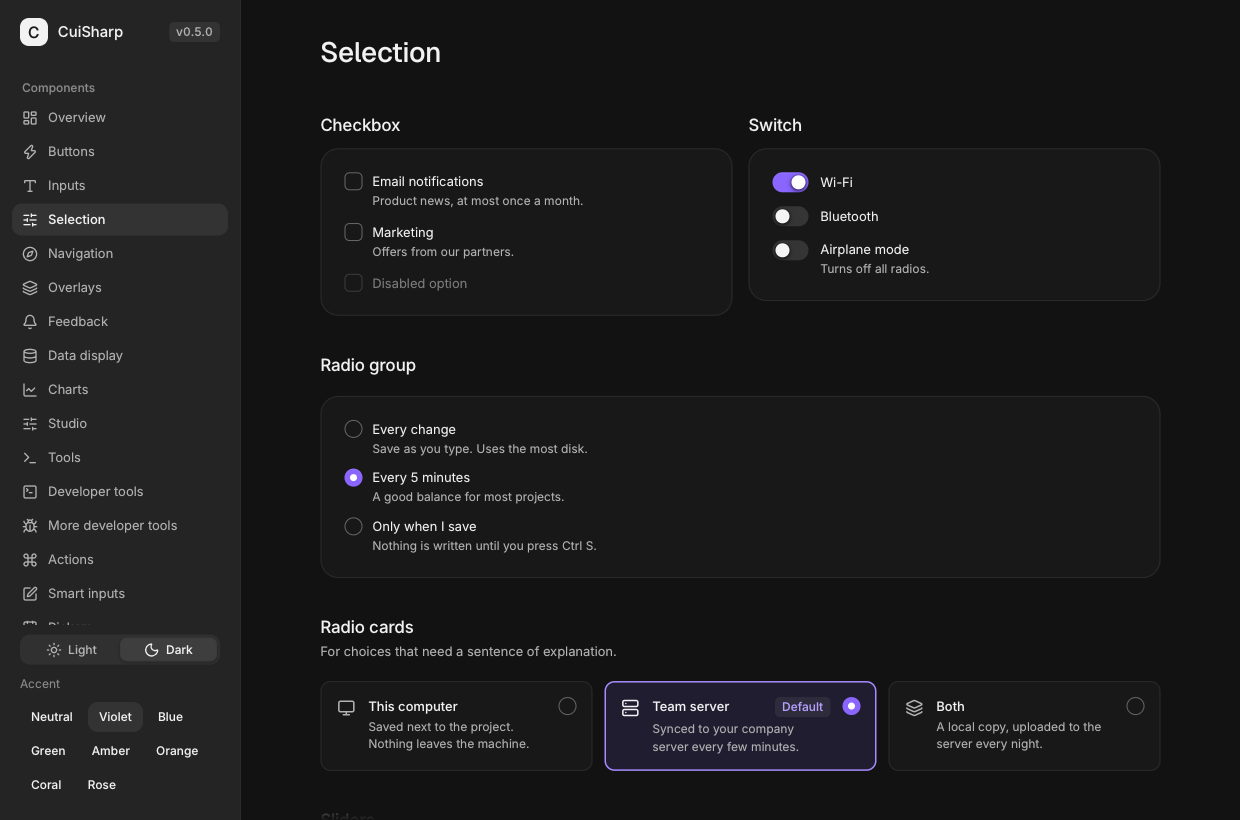 C CuiSharp v0.5.0
Components
Overview
Buttons
Inputs
Selection
Navigation
Overlays
Feedback
Data display
Charts
Studio
Tools
Developer tools
More developer tools
Actions
Smart inputs
Light Dark
Accent
Neutral Violet Blue
Green Amber Orange
Coral Rose
Selection
Checkbox
Email notifications
Product news, at most once a month.
Marketing
Offers from our partners.
Disabled option
Switch
Wi-Fi
Bluetooth
Airplane mode
Turns off all radios.
Radio group
Every change
Save as you type. Uses the most disk.
Every 5 minutes
A good balance for most projects.
Only when I save
Nothing is written until you press Ctrl S.
Radio cards
For choices that need a sentence of explanation.
This computer
Saved next to the project.
Nothing leaves the machine.
Team server Default
Synced to your company
server every few minutes.
Both
A local copy, uploaded to the
server every night.
Sliders